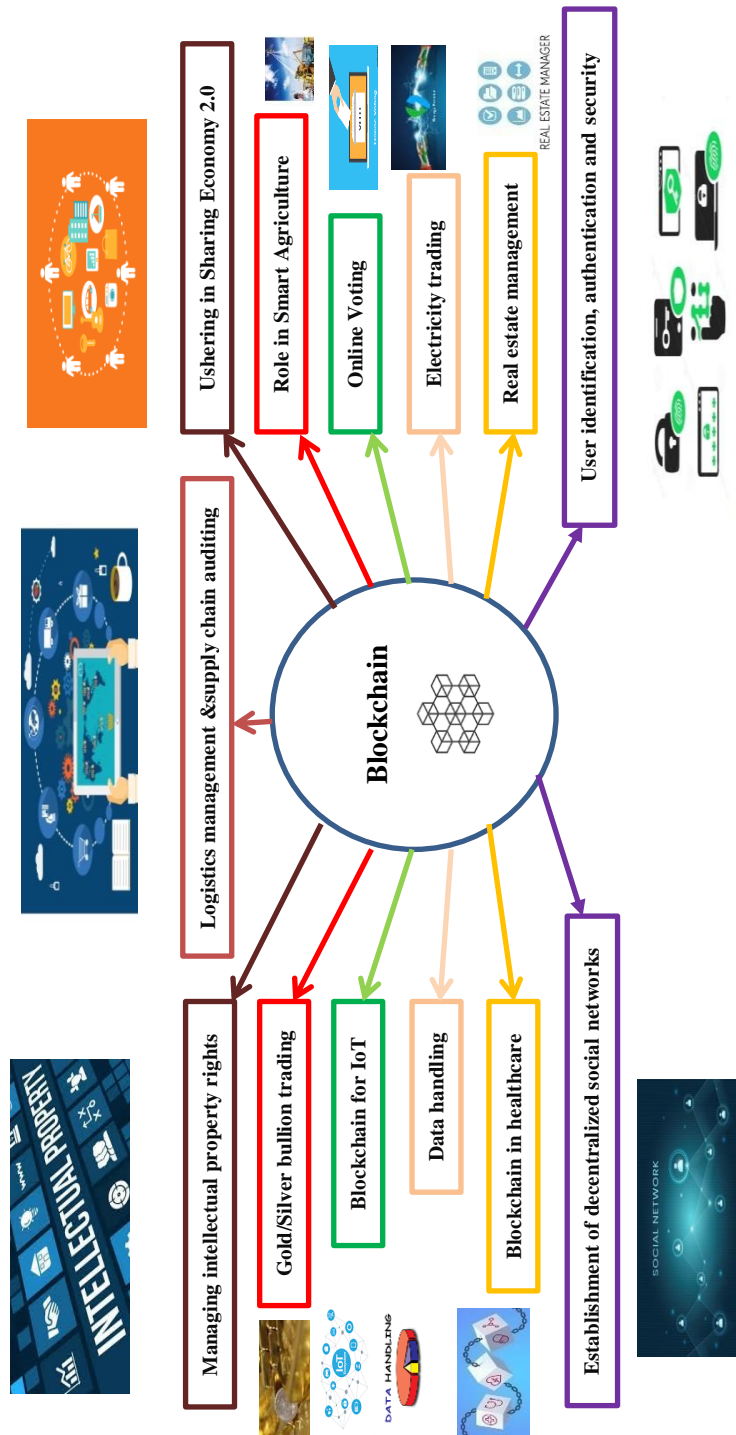 INTELLECTUAL PROPERTY
WWW
Managing intellectual property rights
Logistics management &supply chain auditing
Ushering in Sharing Economy 2.0
Gold/Silver bullion trading
Role in Smart Agriculture
IoT
Blockchain for IoT
Blockchain
Online Voting
DATA HANDLING
Data handling
Electricity trading
Blockchain in healthcare
Real estate management
REAL ESTATE MANAGER
Establishment of decentralized social networks
User identification, authentication and security
SOCIAL NETWORK